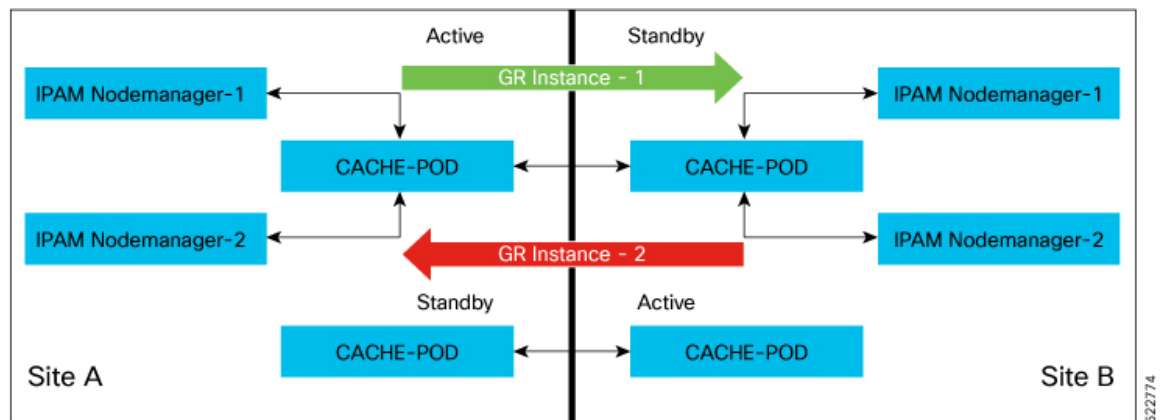 Active
Standby
GR Instance - 1
IPAM Nodemanager-1
IPAM Nodemanager-1
CACHE-POD
CACHE-POD
IPAM Nodemanager-2
IPAM Nodemanager-2
GR Instance - 2
Standby
Active
CACHE-POD
CACHE-POD
Site A
Site B
522774